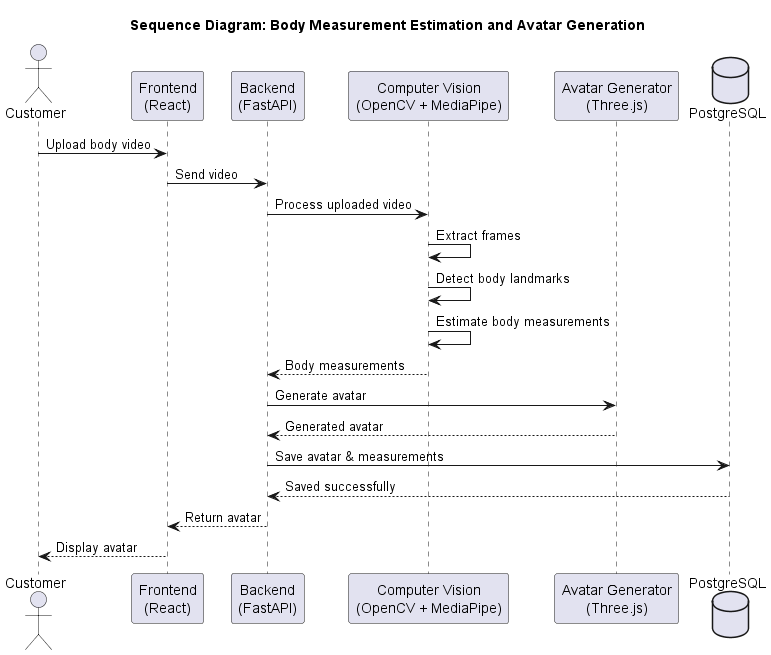 Sequence Diagram: Body Measurement Estimation and Avatar Generation
Customer
Frontend
(React)
Backend
(FastAPI)
Computer Vision
(OpenCV + MediaPipe)
Avatar Generator
(Three.js)
PostgreSQL
Upload body video
Send video
Process uploaded video
Extract frames
Detect body landmarks
Estimate body measurements
Body measurements
Generate avatar
Generated avatar
Save avatar & measurements
Saved successfully
Return avatar
Display avatar
Customer
Frontend
(React)
Backend
(FastAPI)
Computer Vision
(OpenCV + MediaPipe)
Avatar Generator
(Three.js)
PostgreSQL